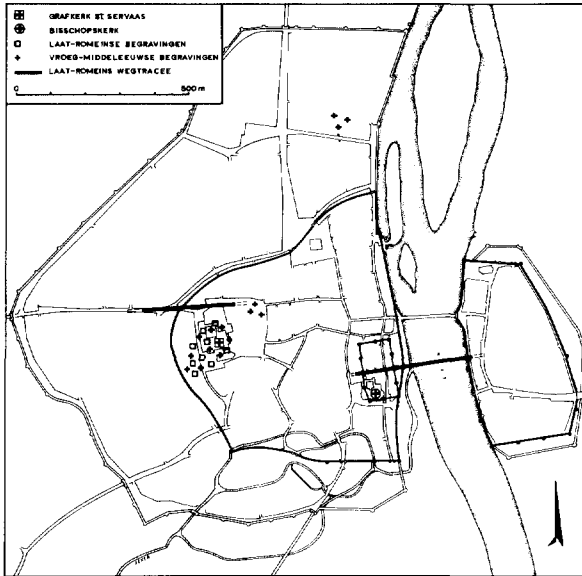 GRAFKERK St SERVAAS
BISSCHOPSKERK
LAAT-ROMEINSE BEGRAVINGEN
VROEG-MIDDELEEUWSE BEGRAVINGEN
LAAT-ROMEINS WEGTRACEE
0 500 m